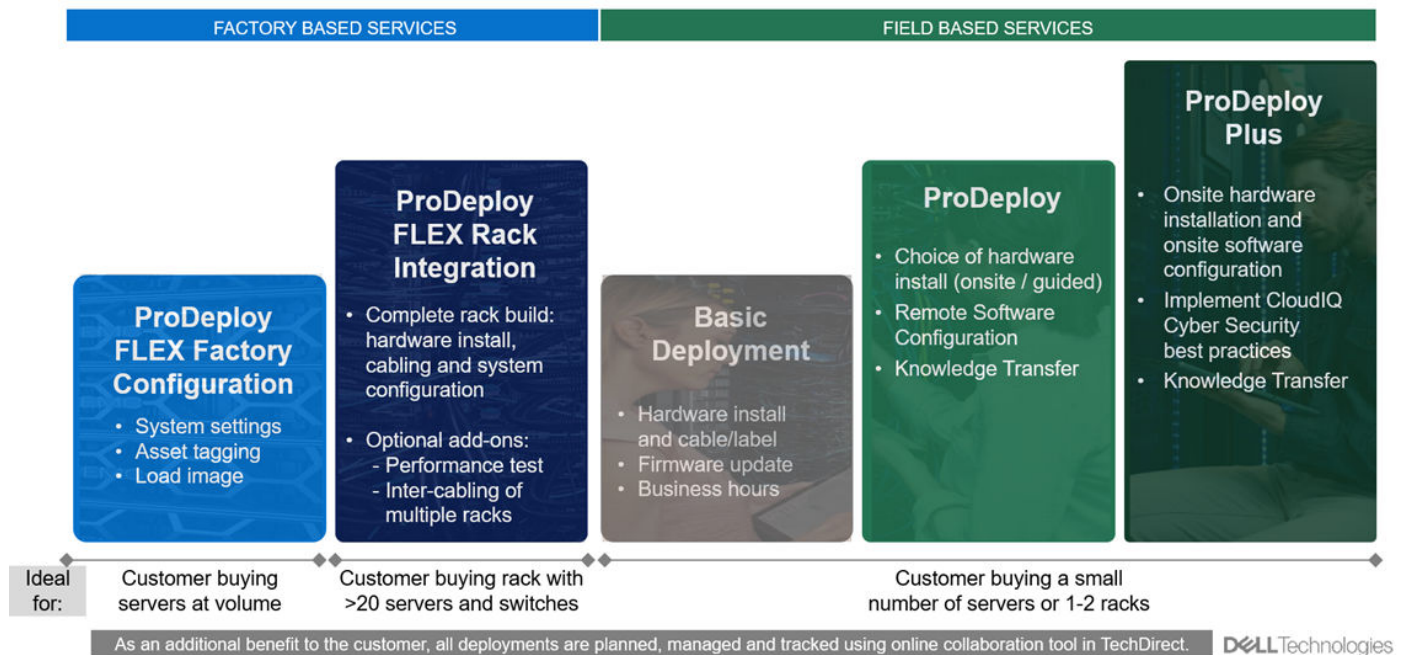 FACTORY BASED SERVICES
FIELD BASED SERVICES
ProDeploy
FLEX Factory
Configuration
• System settings
• Asset tagging
• Load image
ProDeploy
FLEX Rack
Integration
• Complete rack build:
hardware install,
cabling and system
configuration
• Optional add-ons:
- Performance test
- Inter-cabling of
multiple racks
Basic
Deployment
• Hardware install
and cable/label
• Firmware update
• Business hours
ProDeploy
• Choice of hardware
install (onsite / guided)
• Remote Software
Configuration
• Knowledge Transfer
ProDeploy
Plus
• Onsite hardware
installation and
onsite software
configuration
• Implement CloudIQ
Cyber Security
best practices
• Knowledge Transfer
Ideal
for:
Customer buying
servers at volume
Customer buying rack with
>20 servers and switches
Customer buying a small
number of servers or 1-2 racks
As an additional benefit to the customer, all deployments are planned, managed and tracked using online collaboration tool in TechDirect.
DELLTechnologies